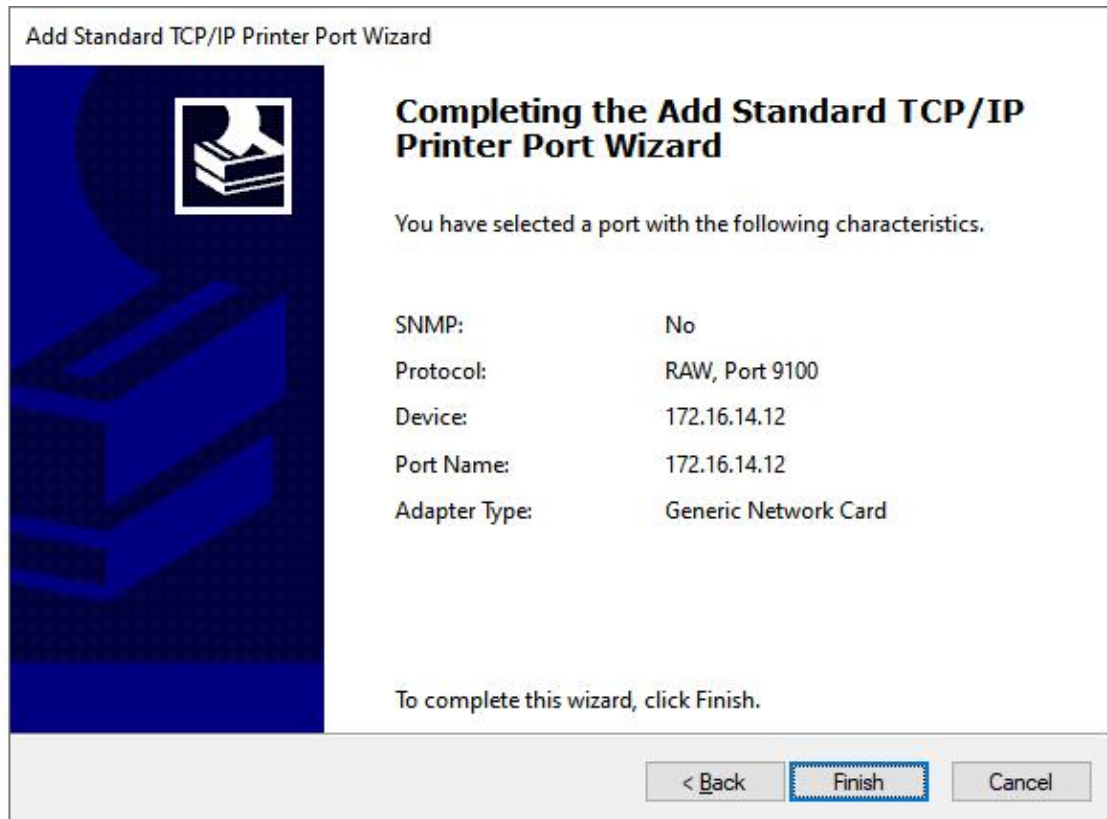 Add Standard TCP/IP Printer Port Wizard
Completing the Add Standard TCP/IP
Printer Port Wizard
You have selected a port with the following characteristics.
SNMP: No
Protocol: RAW, Port 9100
Device: 172.16.14.12
Port Name: 172.16.14.12
Adapter Type: Generic Network Card
To complete this wizard, click Finish.
< Back Finish Cancel